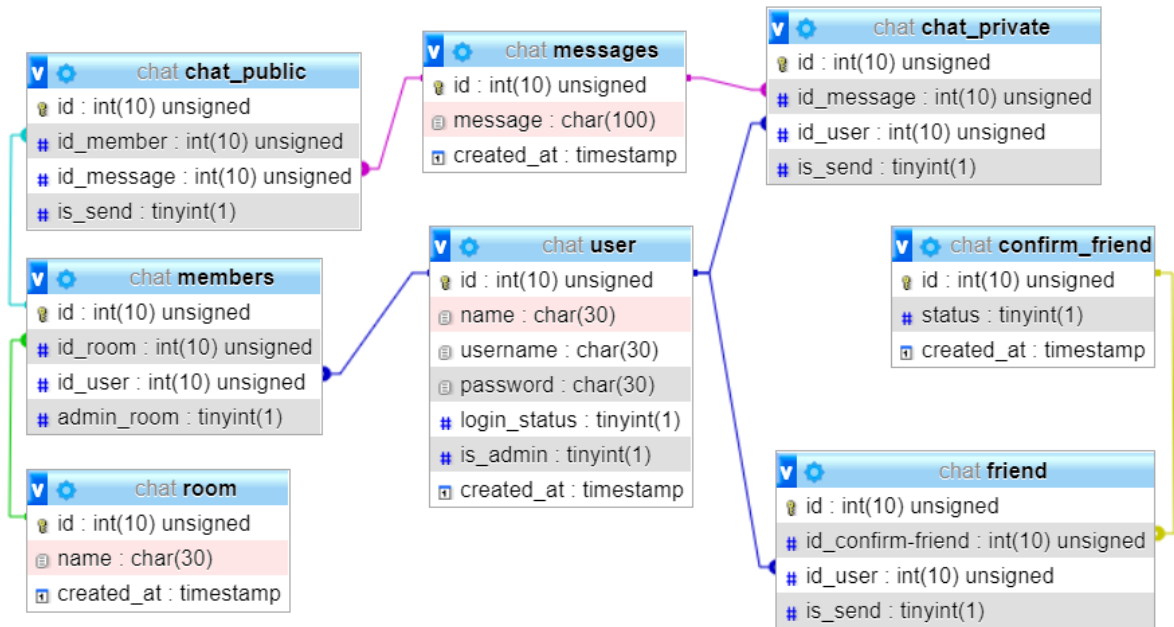 chat chat_public
id : int(10) unsigned
id_member : int(10) unsigned
id_message : int(10) unsigned
is_send : tinyint(1)
chat messages
id : int(10) unsigned
message : char(100)
created_at : timestamp
chat chat_private
id : int(10) unsigned
id_message : int(10) unsigned
id_user : int(10) unsigned
is_send : tinyint(1)
chat members
id : int(10) unsigned
id_room : int(10) unsigned
id_user : int(10) unsigned
admin_room : tinyint(1)
chat user
id : int(10) unsigned
name : char(30)
username : char(30)
password : char(30)
login_status : tinyint(1)
is_admin : tinyint(1)
created_at : timestamp
chat confirm_friend
id : int(10) unsigned
status : tinyint(1)
created_at : timestamp
chat room
id : int(10) unsigned
name : char(30)
created_at : timestamp
chat friend
id : int(10) unsigned
id_confirm-friend : int(10) unsigned
id_user : int(10) unsigned
is_send : tinyint(1)